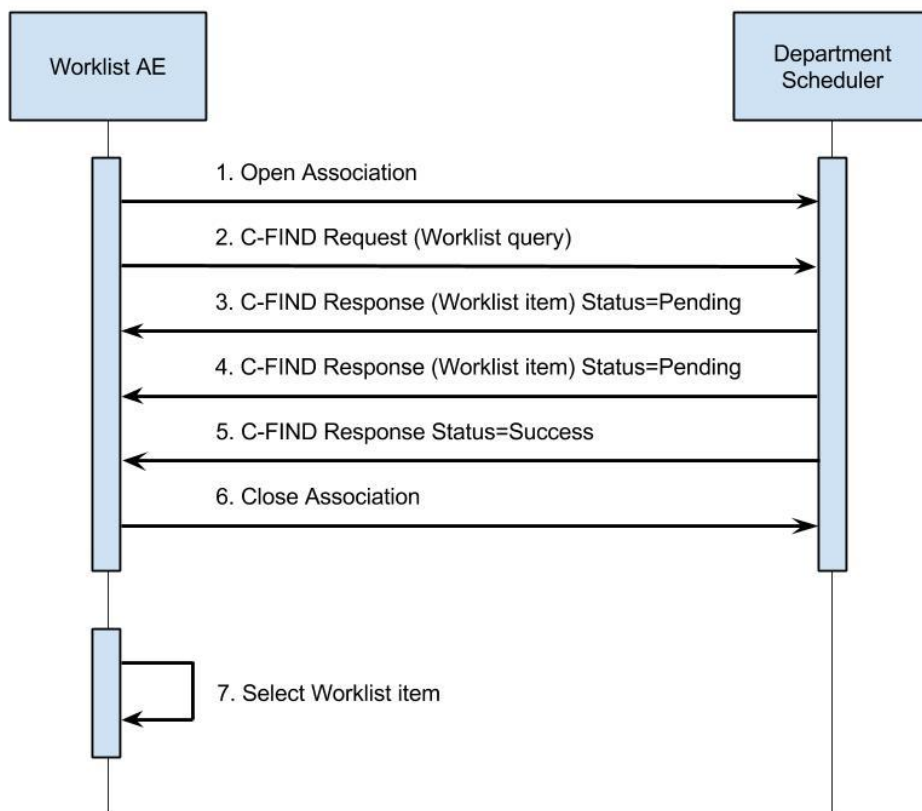 Worklist AE
Department
Scheduler
1. Open Association
2. C-FIND Request (Worklist query)
3. C-FIND Response (Worklist item) Status=Pending
4. C-FIND Response (Worklist item) Status=Pending
5. C-FIND Response Status=Success
6. Close Association
7. Select Worklist item